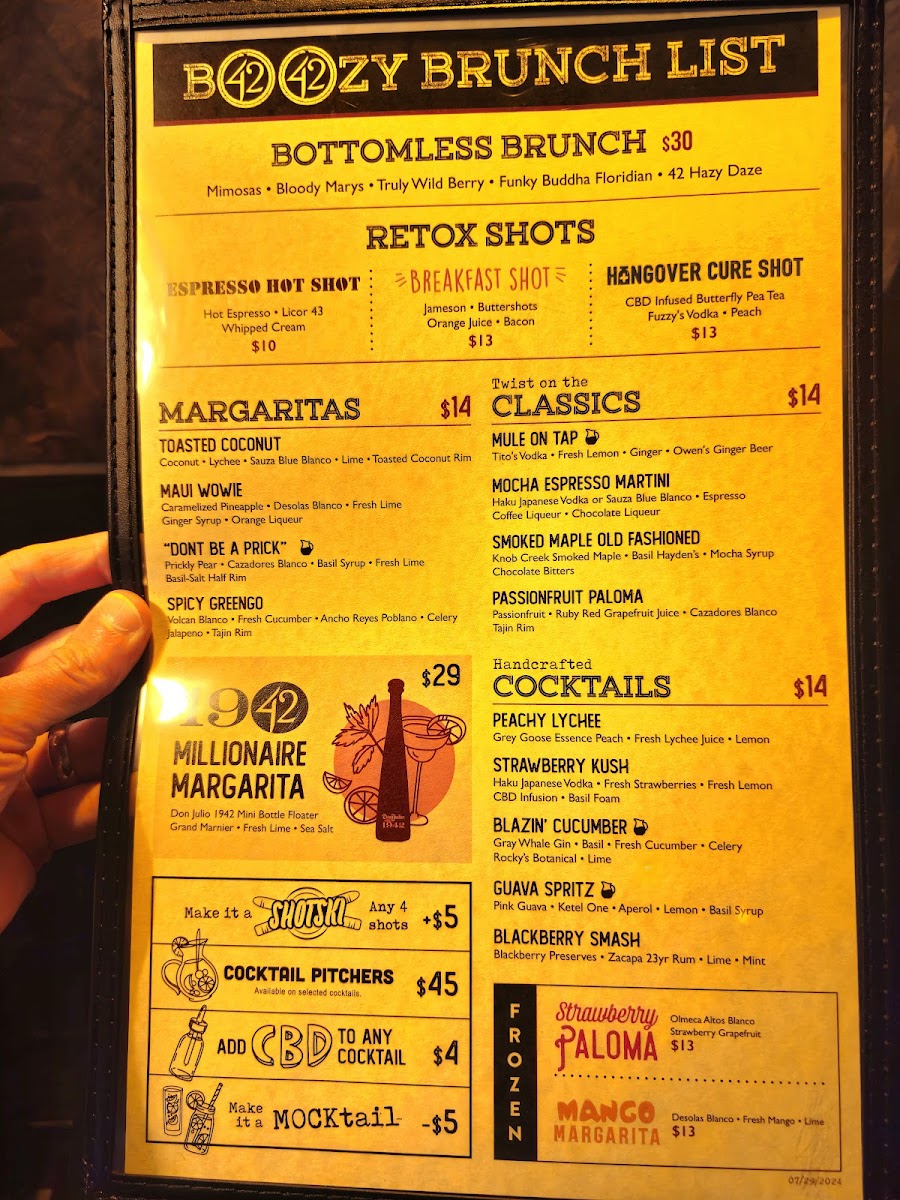 B4242ZY BRUNCH LIST
BOTTOMLESS BRUNCH $30
Mimosas • Bloody Marys • Truly Wild Berry • Funky Buddha Floridian • 42 Hazy Daze
RETOX SHOTS
ESPRESSO HOT SHOT
Hot Espresso • Licor 43
Whipped Cream
$10
BREAKFAST SHOT
Jameson • Buttershots
Orange Juice • Bacon
$13
HANGOVER CURE SHOT
CBD Infused Butterfly Pea Tea
Fuzzy's Vodka • Peach
$13
MARGARITAS $14
TOASTED COCONUT
Coconut • Lychee • Sauza Blue Blanco • Lime • Toasted Coconut Rim
MAUI WOWIE
Caramelized Pineapple • Desolas Blanco • Fresh Lime
Ginger Syrup • Orange Liqueur
"DONT BE A PRICK"
Prickly Pear • Cazadores Blanco • Basil Syrup • Fresh Lime
Basil-Salt Half Rim
SPICY GREENGO
Volcan Blanco • Fresh Cucumber • Ancho Reyes Poblano • Celery
Jalapeno • Tajin Rim
1942 $29
MILLIONAIRE
MARGARITA
Don Julio 1942 Mini Bottle Floater
Grand Marnier • Fresh Lime • Sea Salt
Don Julio
1942
Make it a SHOTSKI Any 4 shots +$5
COCKTAIL PITCHERS $45
Available on selected cocktails.
ADD CBD TO ANY COCKTAIL $4
Make it a MOCKtail -$5
Twist on the
CLASSICS $14
MULE ON TAP
Tito's Vodka • Fresh Lemon • Ginger • Owen's Ginger Beer
MOCHA ESPRESSO MARTINI
Haku Japanese Vodka or Sauza Blue Blanco • Espresso
Coffee Liqueur • Chocolate Liqueur
SMOKED MAPLE OLD FASHIONED
Knob Creek Smoked Maple • Basil Hayden's • Mocha Syrup
Chocolate Bitters
PASSIONFRUIT PALOMA
Passionfruit • Ruby Red Grapefruit Juice • Cazadores Blanco
Tajin Rim
Handcrafted
COCKTAILS $14
PEACHY LYCHEE
Grey Goose Essence Peach • Fresh Lychee Juice • Lemon
STRAWBERRY KUSH
Haku Japanese Vodka • Fresh Strawberries • Fresh Lemon
CBD Infusion • Basil Foam
BLAZIN' CUCUMBER
Gray Whale Gin • Basil • Fresh Cucumber • Celery
Rocky's Botanical • Lime
GUAVA SPRITZ
Pink Guava • Ketel One • Aperol • Lemon • Basil Syrup
BLACKBERRY SMASH
Blackberry Preserves • Zacapa 23yr Rum • Lime • Mint
FROZEN
Strawberry
PALOMA
Olmeca Altos Blanco
Strawberry Grapefruit
$13
MANGO
MARGARITA
Desolas Blanco • Fresh Mango • Lime
$13
07/29/2024